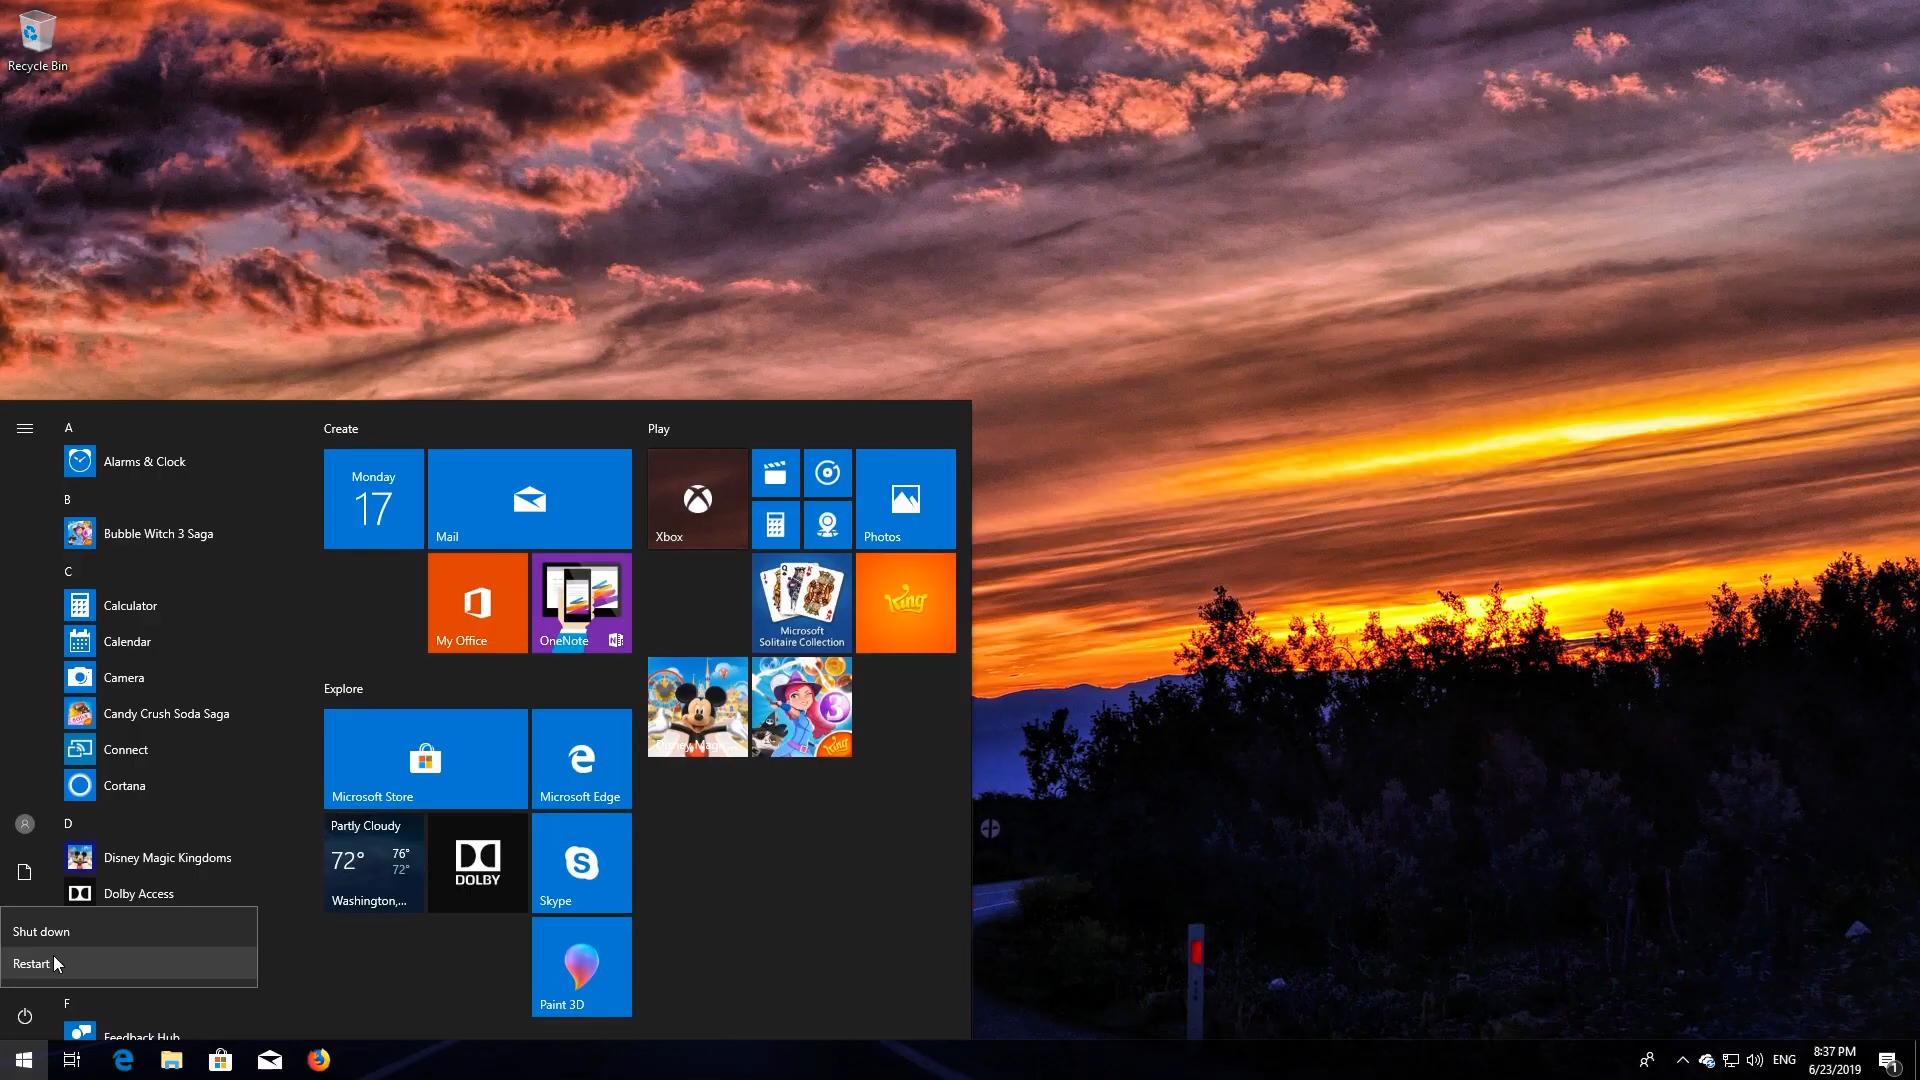 Recycle Bin
A
Alarms & Clock
B
Bubble Witch 3 Saga
C
Calculator
Calendar
Camera
Candy Crush Soda Saga
Connect
Cortana
D
Disney Magic Kingdoms
Dolby Access
Shut down
Restart
F
Feedback Hub
Create
Monday
17
Mail
My Office
OneNote
N
Explore
Microsoft Store
Microsoft Edge
Partly Cloudy
72°
76°
72°
Washington,...
DOLBY
Skype
Paint 3D
Play
Xbox
Photos
Microsoft
Solitaire Collection
King
Disney Magic...
3
King
ENG
8:37 PM
6/23/2019
1